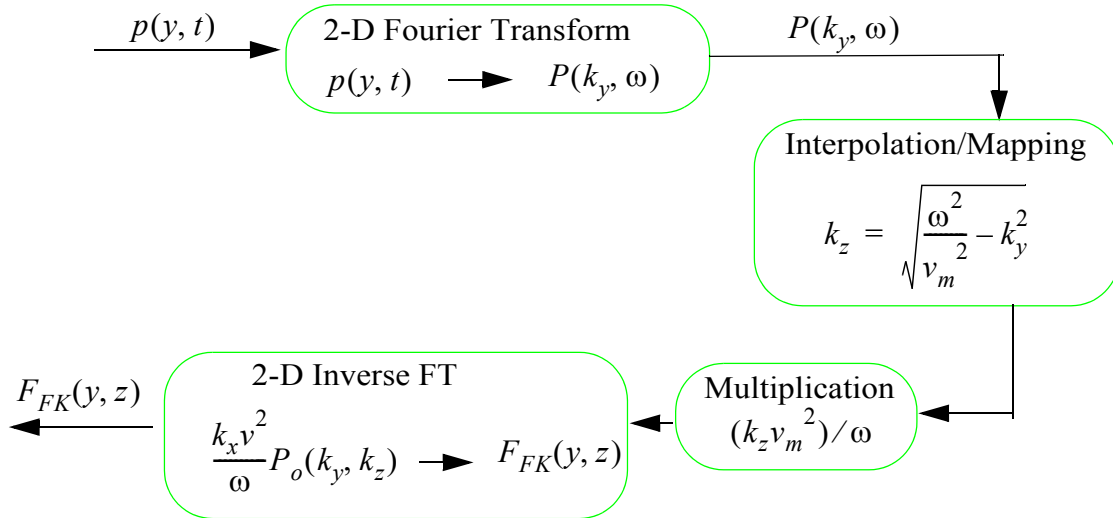 p(y, t)
2-D Fourier Transform
p(y, t) → P(k_y, ω)
P(k_y, ω)
Interpolation/Mapping
k_z = √(ω²/v_m² – k_y²)
Multiplication
(k_z v_m²)/ω
2-D Inverse FT
k_x v²/ω P_o(k_y, k_z) → F_FK(y, z)
F_FK(y, z)